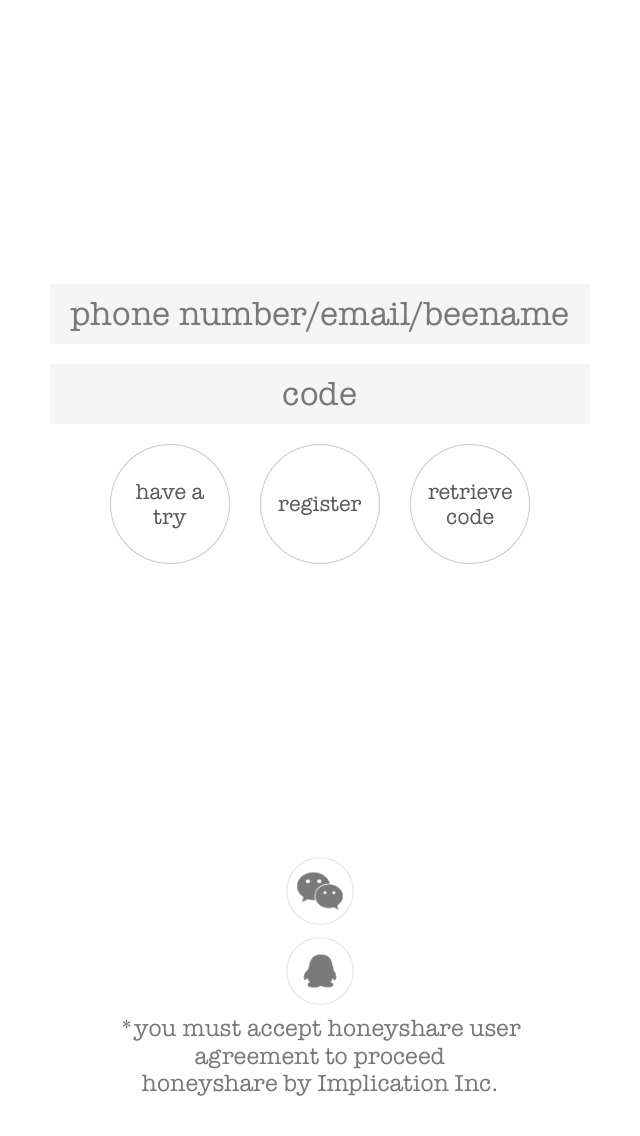 phone number/email/beename
code
have a
try
register
retrieve
code
*you must accept honeyshare user
agreement to proceed
honeyshare by Implication Inc.